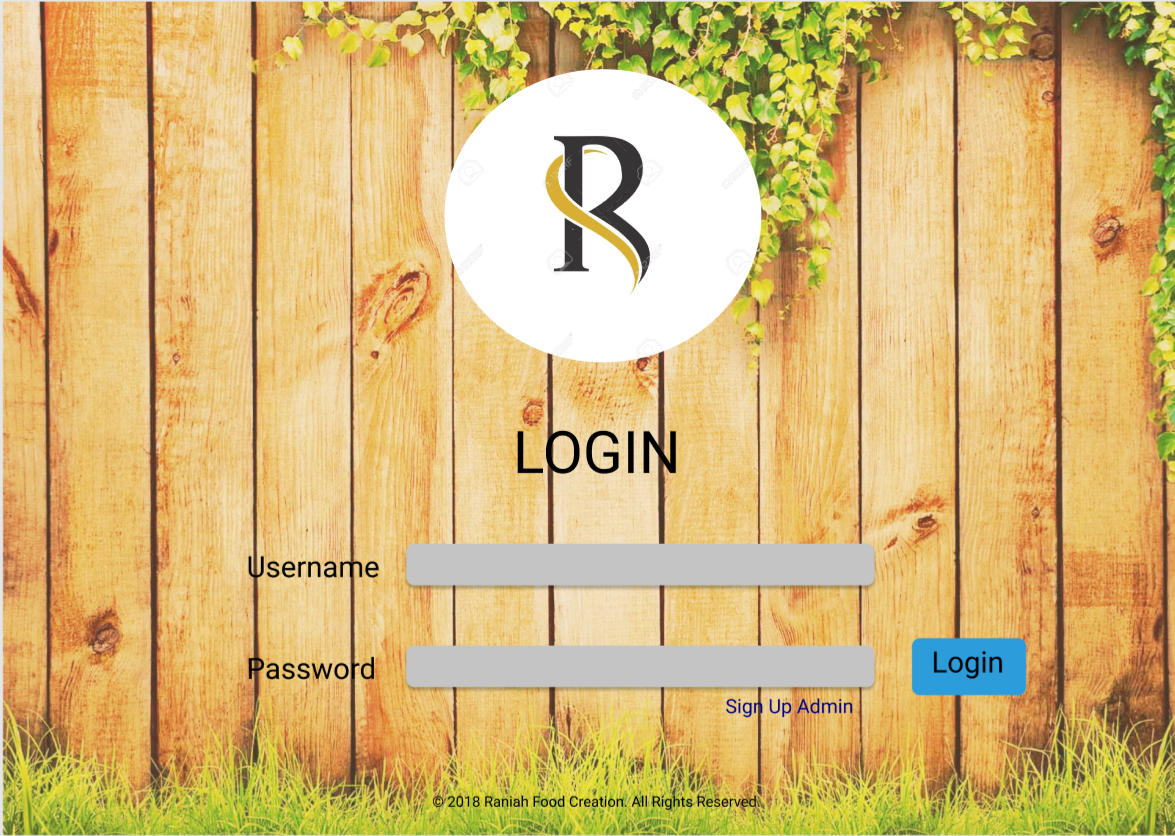 R
LOGIN
Username
Password
Login
Sign Up Admin
© 2018 Raniah Food Creation. All Rights Reserved.